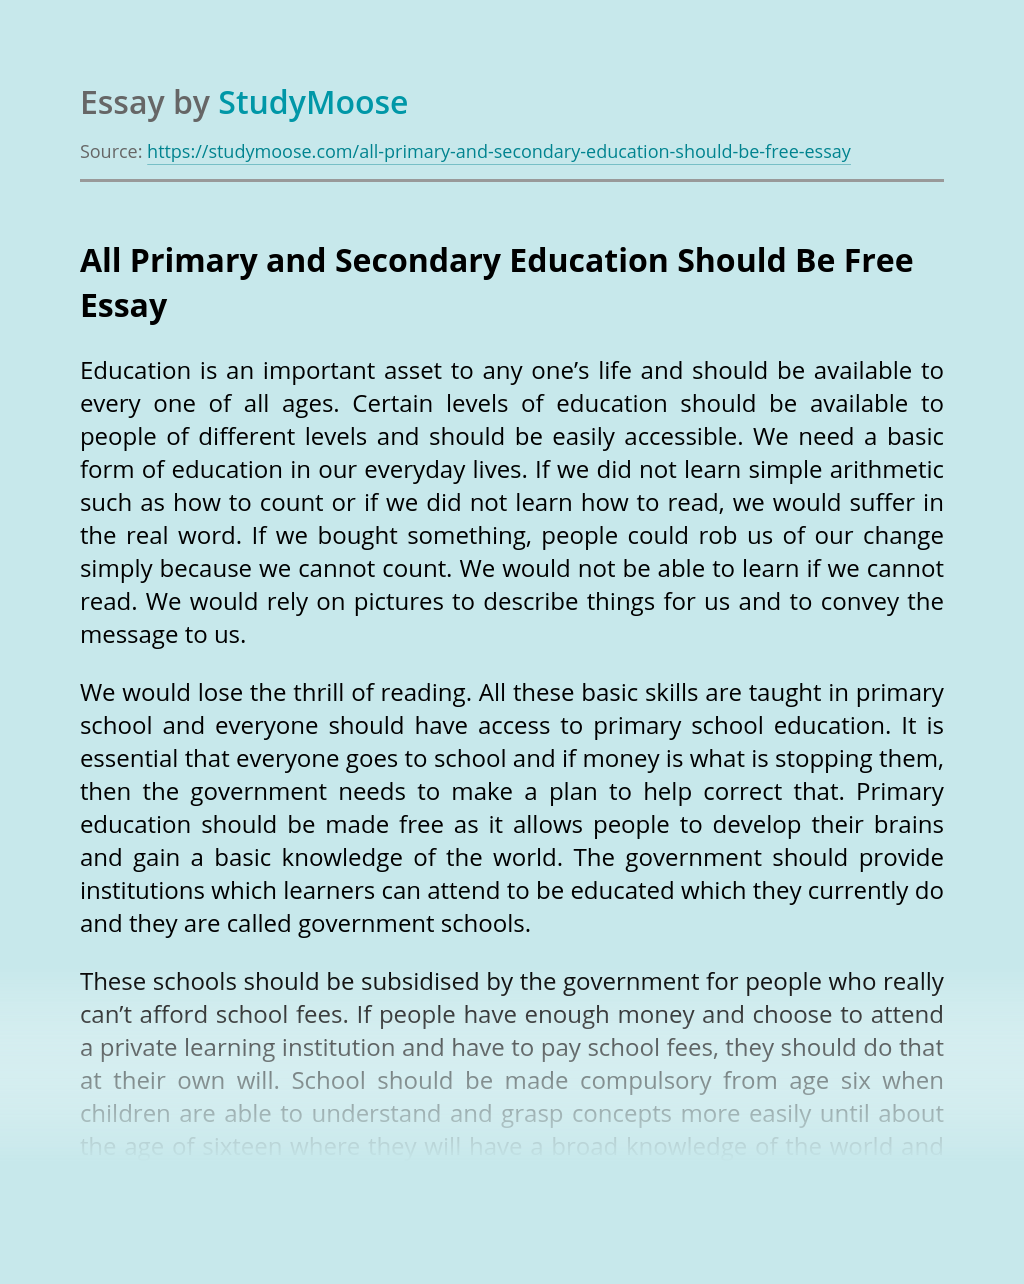 Essay by StudyMoose
Source: https://studymoose.com/all-primary-and-secondary-education-should-be-free-essay
All Primary and Secondary Education Should Be Free
Essay
Education is an important asset to any one’s life and should be available to
every one of all ages. Certain levels of education should be available to
people of different levels and should be easily accessible. We need a basic
form of education in our everyday lives. If we did not learn simple arithmetic
such as how to count or if we did not learn how to read, we would suffer in
the real word. If we bought something, people could rob us of our change
simply because we cannot count. We would not be able to learn if we cannot
read. We would rely on pictures to describe things for us and to convey the
message to us.
We would lose the thrill of reading. All these basic skills are taught in primary
school and everyone should have access to primary school education. It is
essential that everyone goes to school and if money is what is stopping them,
then the government needs to make a plan to help correct that. Primary
education should be made free as it allows people to develop their brains
and gain a basic knowledge of the world. The government should provide
institutions which learners can attend to be educated which they currently do
and they are called government schools.
These schools should be subsidised by the government for people who really
can’t afford school fees. If people have enough money and choose to attend
a private learning institution and have to pay school fees, they should do that
at their own will. School should be made compulsory from age six when
children are able to understand and grasp concepts more easily until about
the age of sixteen where they will have a broad knowledge of the world and